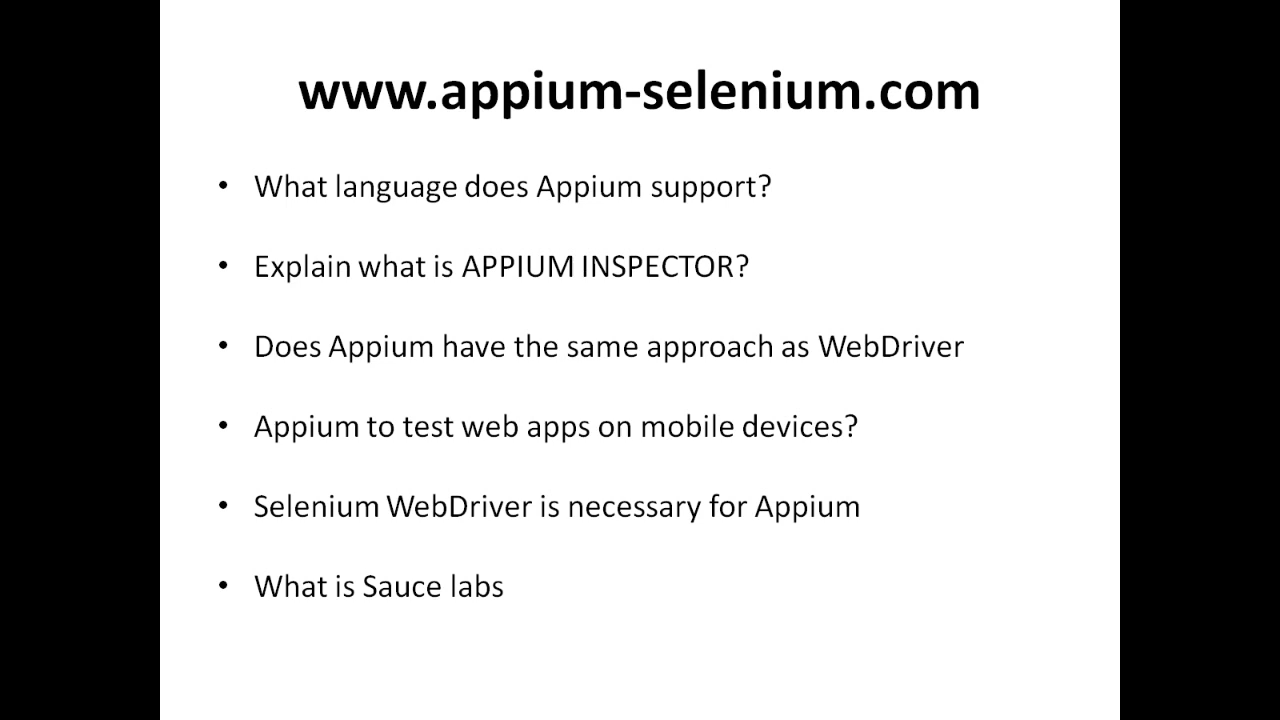 www.appium-selenium.com
• What language does Appium support?
• Explain what is APPIUM INSPECTOR?
• Does Appium have the same approach as WebDriver
• Appium to test web apps on mobile devices?
• Selenium WebDriver is necessary for Appium
• What is Sauce labs